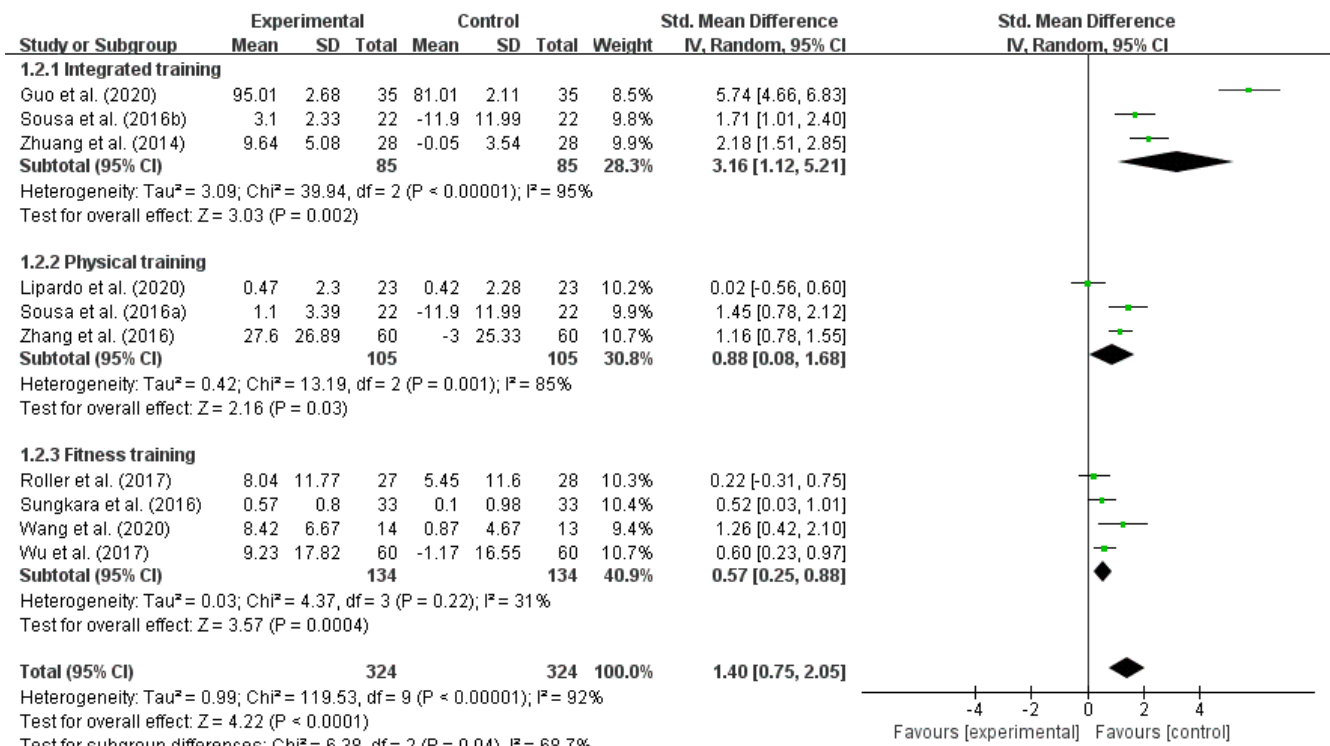 Experimental Control Std. Mean Difference Std. Mean Difference
Study or Subgroup Mean SD Total Mean SD Total Weight IV, Random, 95% CI IV, Random, 95% CI
1.2.1 Integrated training
Guo et al. (2020) 95.01 2.68 35 81.01 2.11 35 8.5% 5.74 [4.66, 6.83]
Sousa et al. (2016b) 3.1 2.33 22 -11.9 11.99 22 9.8% 1.71 [1.01, 2.40]
Zhuang et al. (2014) 9.64 5.08 28 -0.05 3.54 28 9.9% 2.18 [1.51, 2.85]
Subtotal (95% CI) 85 85 28.3% 3.16 [1.12, 5.21]
Heterogeneity: Tau² = 3.09; Chi² = 39.94, df = 2 (P < 0.00001); I² = 95%
Test for overall effect: Z = 3.03 (P = 0.002)
1.2.2 Physical training
Lipardo et al. (2020) 0.47 2.3 23 0.42 2.28 23 10.2% 0.02 [-0.56, 0.60]
Sousa et al. (2016a) 1.1 3.39 22 -11.9 11.99 22 9.9% 1.45 [0.78, 2.12]
Zhang et al. (2016) 27.6 26.89 60 -3 25.33 60 10.7% 1.16 [0.78, 1.55]
Subtotal (95% CI) 105 105 30.8% 0.88 [0.08, 1.68]
Heterogeneity: Tau² = 0.42; Chi² = 13.19, df = 2 (P = 0.001); I² = 85%
Test for overall effect: Z = 2.16 (P = 0.03)
1.2.3 Fitness training
Roller et al. (2017) 8.04 11.77 27 5.45 11.6 28 10.3% 0.22 [-0.31, 0.75]
Sungkara et al. (2016) 0.57 0.8 33 0.1 0.98 33 10.4% 0.52 [0.03, 1.01]
Wang et al. (2020) 8.42 6.67 14 0.87 4.67 13 9.4% 1.26 [0.42, 2.10]
Wu et al. (2017) 9.23 17.82 60 -1.17 16.55 60 10.7% 0.60 [0.23, 0.97]
Subtotal (95% CI) 134 134 40.9% 0.57 [0.25, 0.88]
Heterogeneity: Tau² = 0.03; Chi² = 4.37, df = 3 (P = 0.22); I² = 31%
Test for overall effect: Z = 3.57 (P = 0.0004)
Total (95% CI) 324 324 100.0% 1.40 [0.75, 2.05]
Heterogeneity: Tau² = 0.99; Chi² = 119.53, df = 9 (P < 0.00001); I² = 92%
Test for overall effect: Z = 4.22 (P < 0.0001)
Test for subgroup differences: Chi² = 6.38, df = 2 (P = 0.04), I² = 68.7%
-4 -2 0 2 4
Favours [experimental] Favours [control]